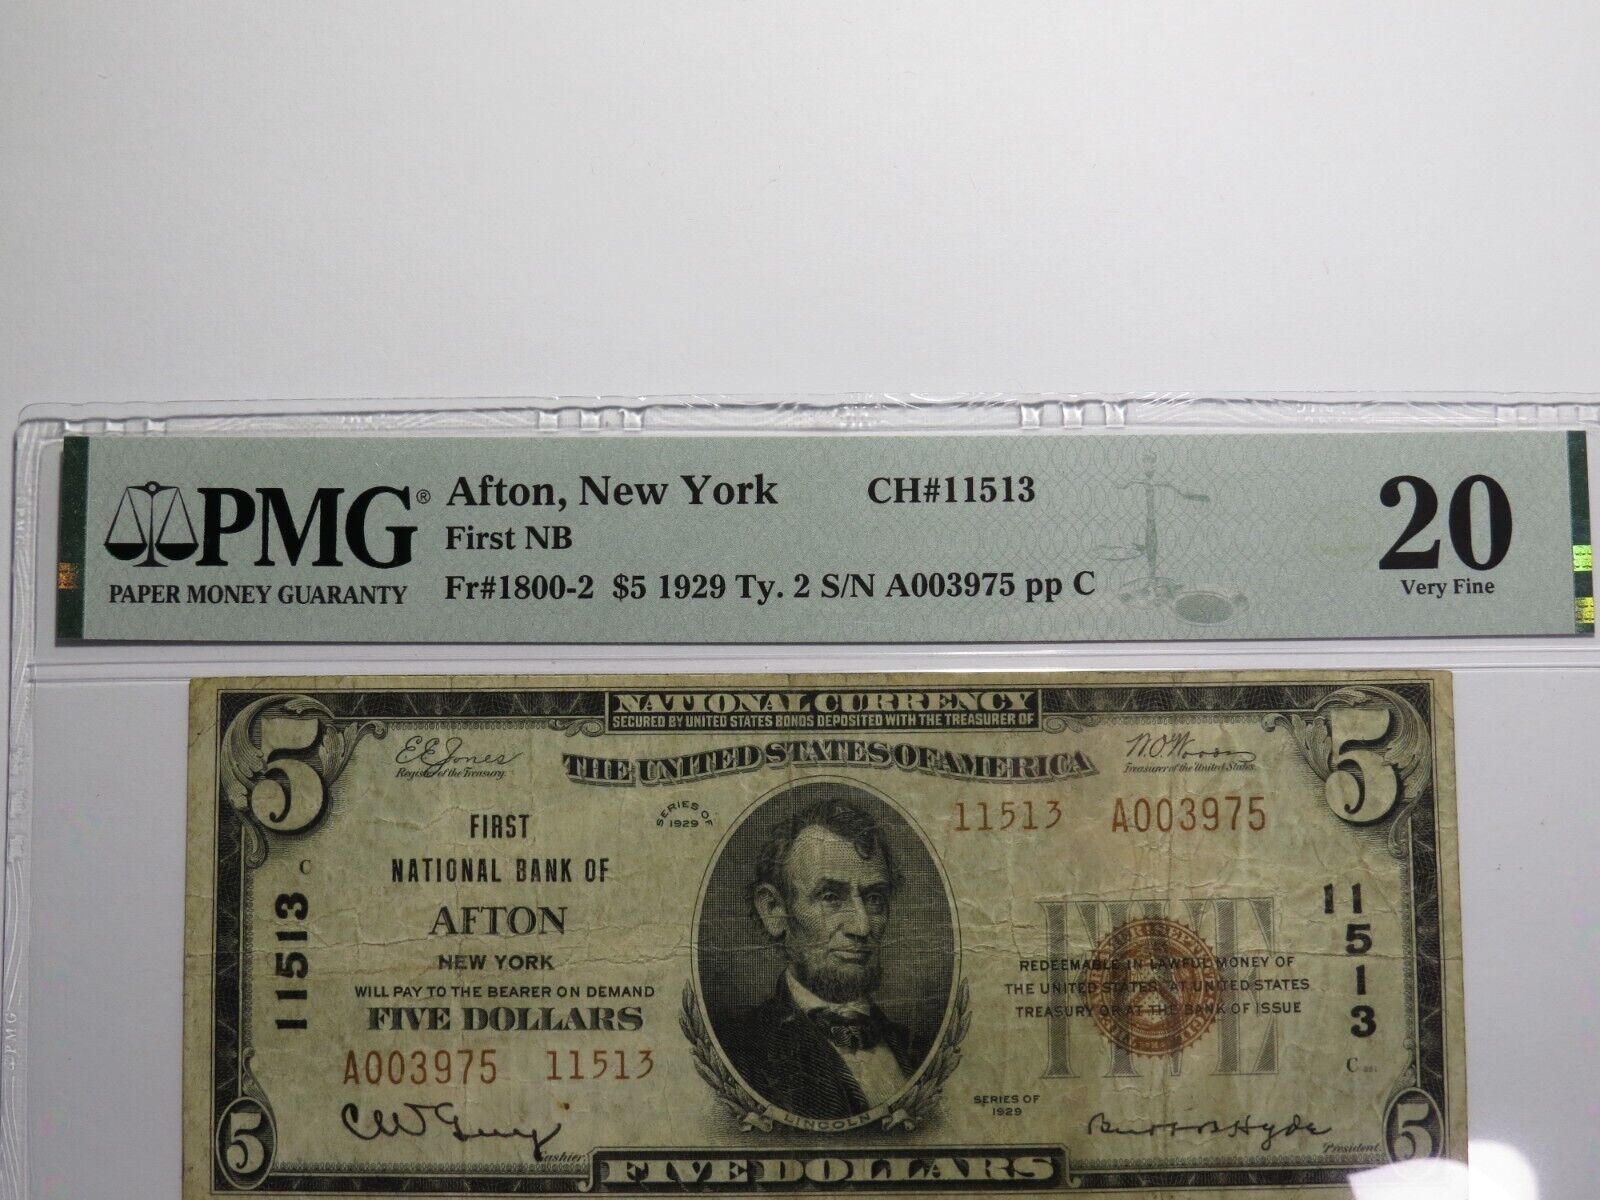 PMG®
PAPER MONEY GUARANTY
Afton, New York CH#11513
First NB
Fr#1800-2 $5 1929 Ty. 2 S/N A003975 pp C
20
Very Fine
PMG
NATIONAL CURRENCY
SECURED BY UNITED STATES BONDS DEPOSITED WITH THE TREASURER OF
THE UNITED STATES OF AMERICA
5
5
E E Jones
Register of the Treasury.
W.O. Woods
Treasurer of the United States.
SERIES OF
1929
11513 A003975
FIRST
NATIONAL BANK OF
AFTON
NEW YORK
WILL PAY TO THE BEARER ON DEMAND
FIVE DOLLARS
A003975 11513
C
11513
FIVE
REDEEMABLE IN LAWFUL MONEY OF
THE UNITED STATES, AT UNITED STATES
TREASURY OR AT THE BANK OF ISSUE
11513
C
SERIES OF
1929
LINCOLN
Cashier.
President.
5
5
FIVE DOLLARS